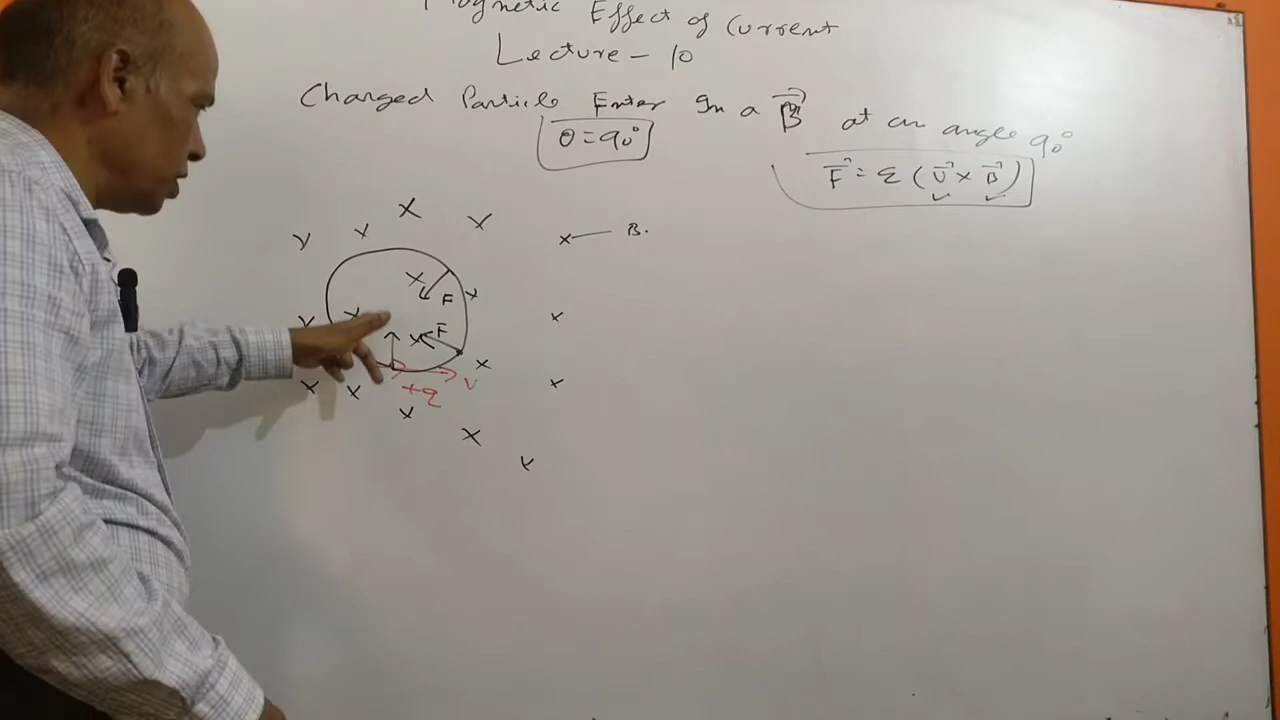 Magnetic Effect of Current
Lecture - 10
Charged Particle Enter In a B⃗ at an angle 90°
θ = 90°
F⃗ = q (V⃗ × B⃗)
× × × ×
× — B.
× F ×
× × ×
× F
× × ×
+q V
× ×
×
×
×